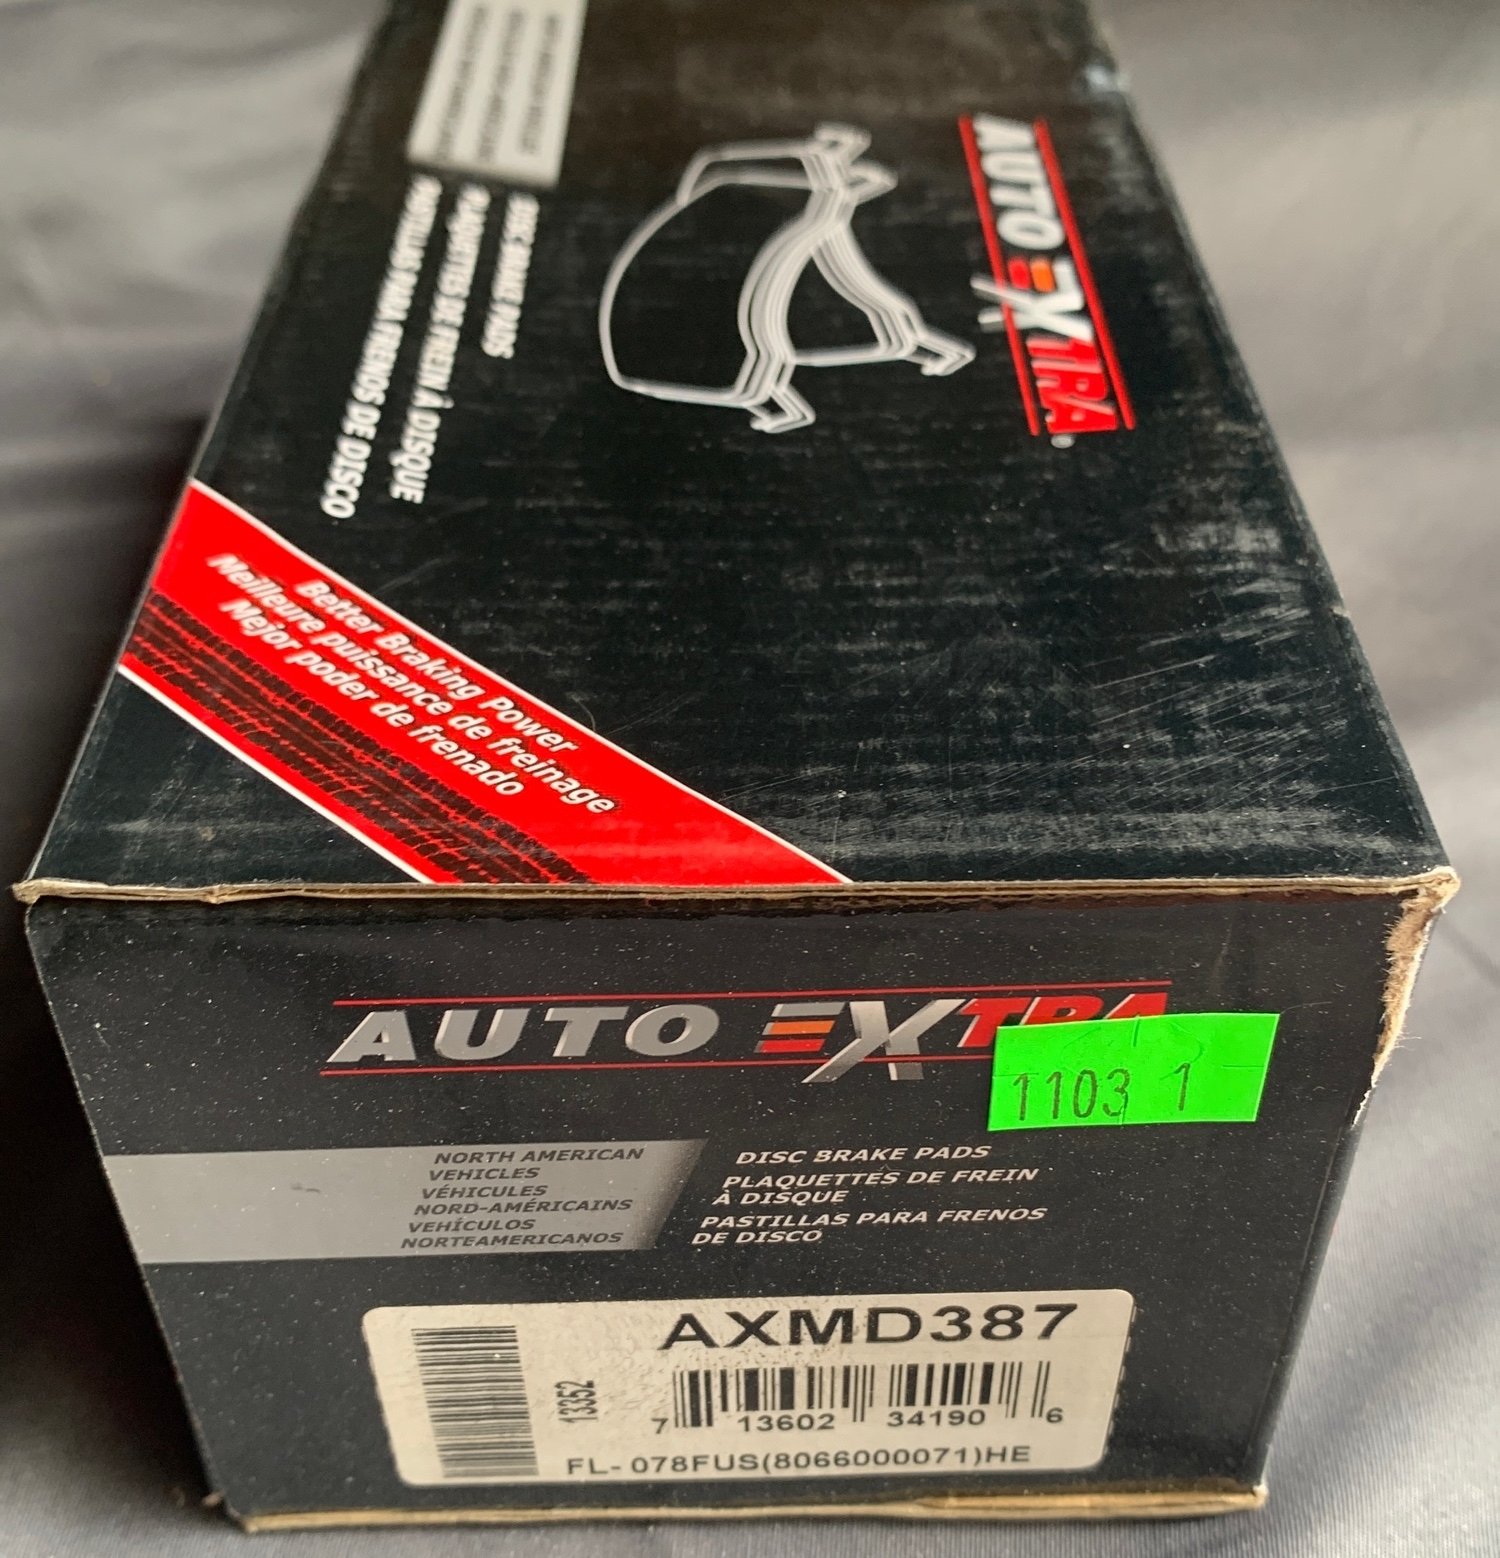 AUTO EXTRA®
DISC BRAKE PADS
PLAQUETTES DE FREIN À DISQUE
PASTILLAS PARA FRENOS DE DISCO
Better Braking Power
Meilleure puissance de freinage
Mejor poder de frenado
AUTO EXTRA
1103 1
NORTH AMERICAN
VEHICLES
VÉHICULES
NORD-AMÉRICAINS
VEHÍCULOS
NORTEAMERICANOS
DISC BRAKE PADS
PLAQUETTES DE FREIN
À DISQUE
PASTILLAS PARA FRENOS
DE DISCO
AXMD387
13352
7 13602 34190 6
FL-078FUS(8066000071)HE